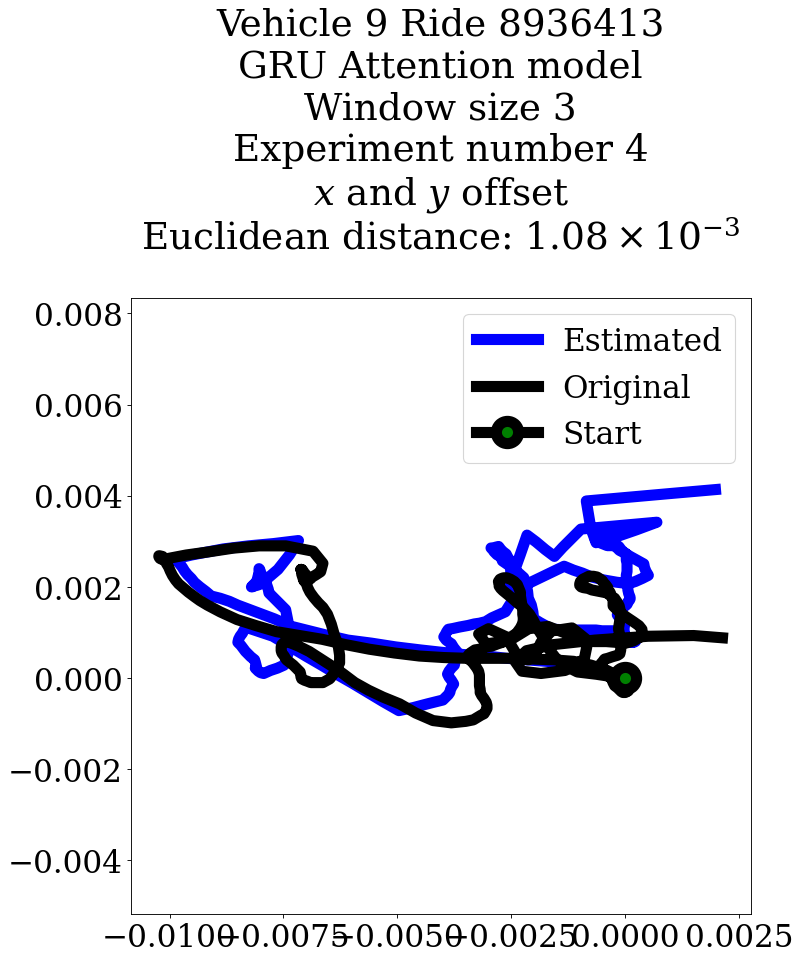 Vehicle 9 Ride 8936413
GRU Attention model
Window size 3
Experiment number 4
x and y offset
Euclidean distance: 1.08 × 10⁻³
Estimated
Original
Start
0.008
0.006
0.004
0.002
0.000
−0.002
−0.004
−0.0100 −0.0075 −0.0050 −0.0025 0.0000 0.0025